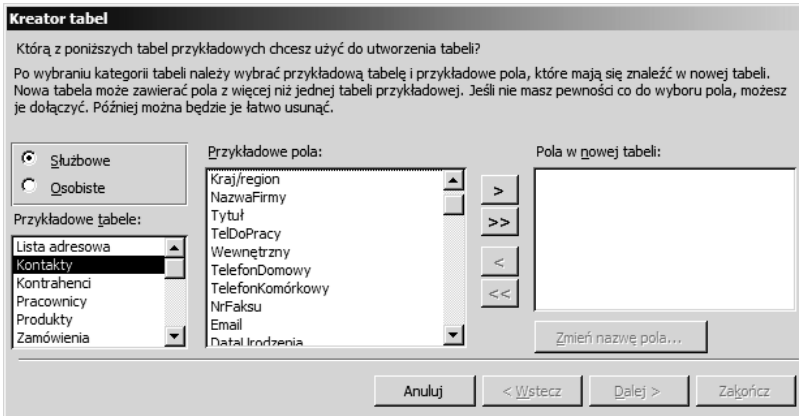 Kreator tabel
Którą z poniższych tabel przykładowych chcesz użyć do utworzenia tabeli?
Po wybraniu kategorii tabeli należy wybrać przykładową tabelę i przykładowe pola, które mają się znaleźć w nowej tabeli.
Nowa tabela może zawierać pola z więcej niż jednej tabeli przykładowej. Jeśli nie masz pewności co do wyboru pola, możesz
je dołączyć. Później można będzie je łatwo usunąć.
Służbowe
Osobiste
Przykładowe tabele:
Lista adresowa
Kontakty
Kontrahenci
Pracownicy
Produkty
Zamówienia
Przykładowe pola:
Kraj/region
NazwaFirmy
Tytuł
TelDoPracy
Wewnętrzny
TelefonDomowy
TelefonKomórkowy
NrFaksu
Email
DataUrodzenia
>
>>
<
<<
Pola w nowej tabeli:
Zmień nazwę pola...
Anuluj
< Wstecz
Dalej >
Zakończ